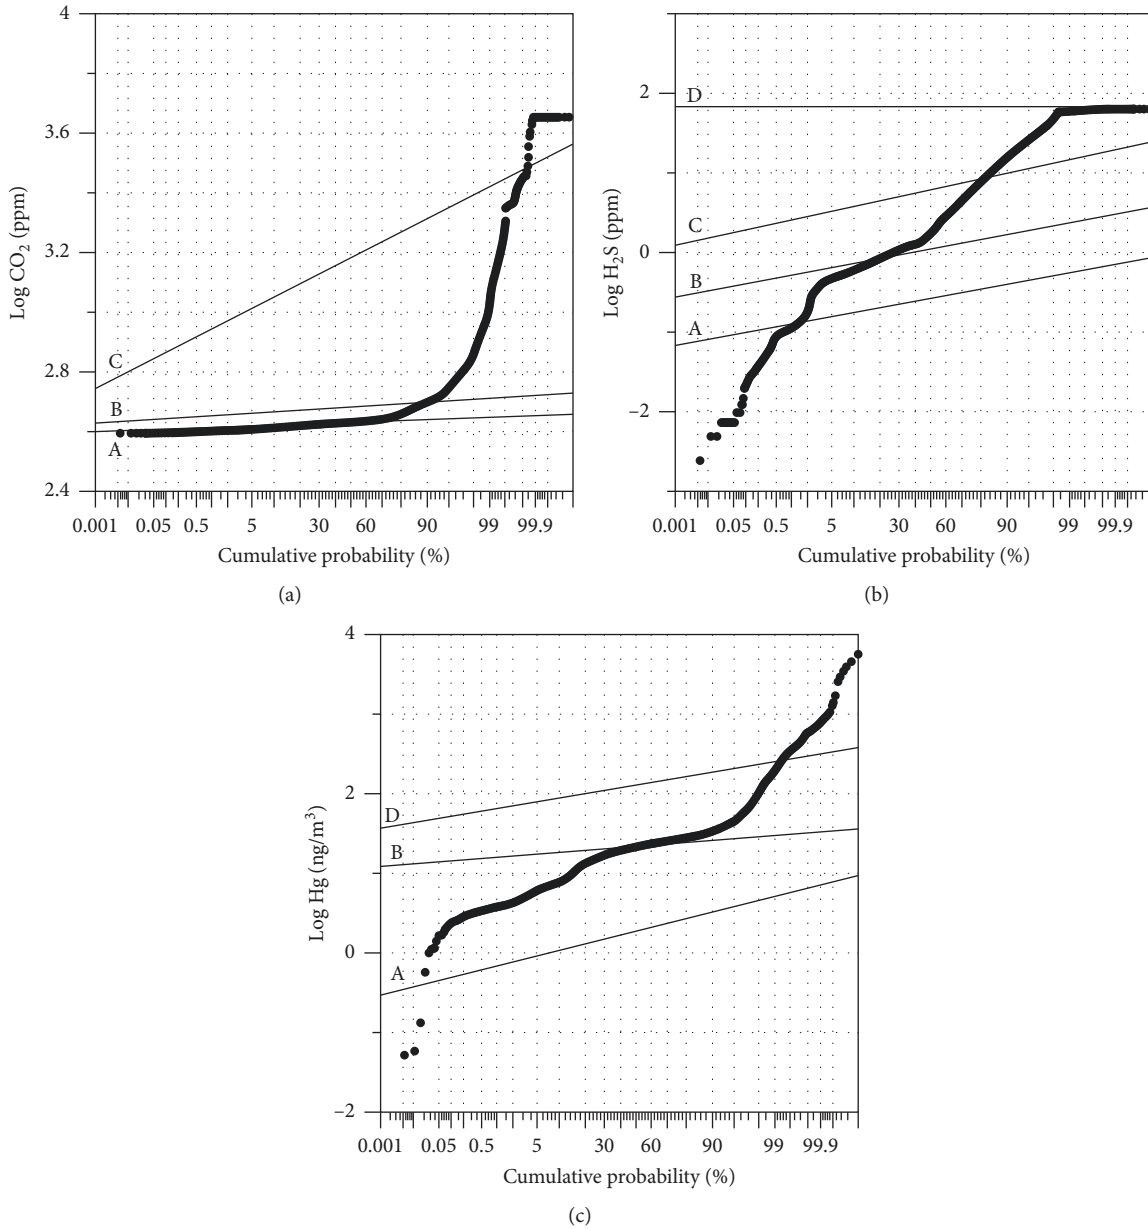 4
3.6
3.2
2.8
2.4
Log CO2 (ppm)
C
B
A
0.001 0.05 0.5 5 30 60 90 99 99.9
Cumulative probability (%)
(a)
2
0
–2
Log H2S (ppm)
D
C
B
A
0.001 0.05 0.5 5 30 60 90 99 99.9
Cumulative probability (%)
(b)
4
2
0
–2
Log Hg (ng/m3)
D
B
A
0.001 0.05 0.5 5 30 60 90 99 99.9
Cumulative probability (%)
(c)